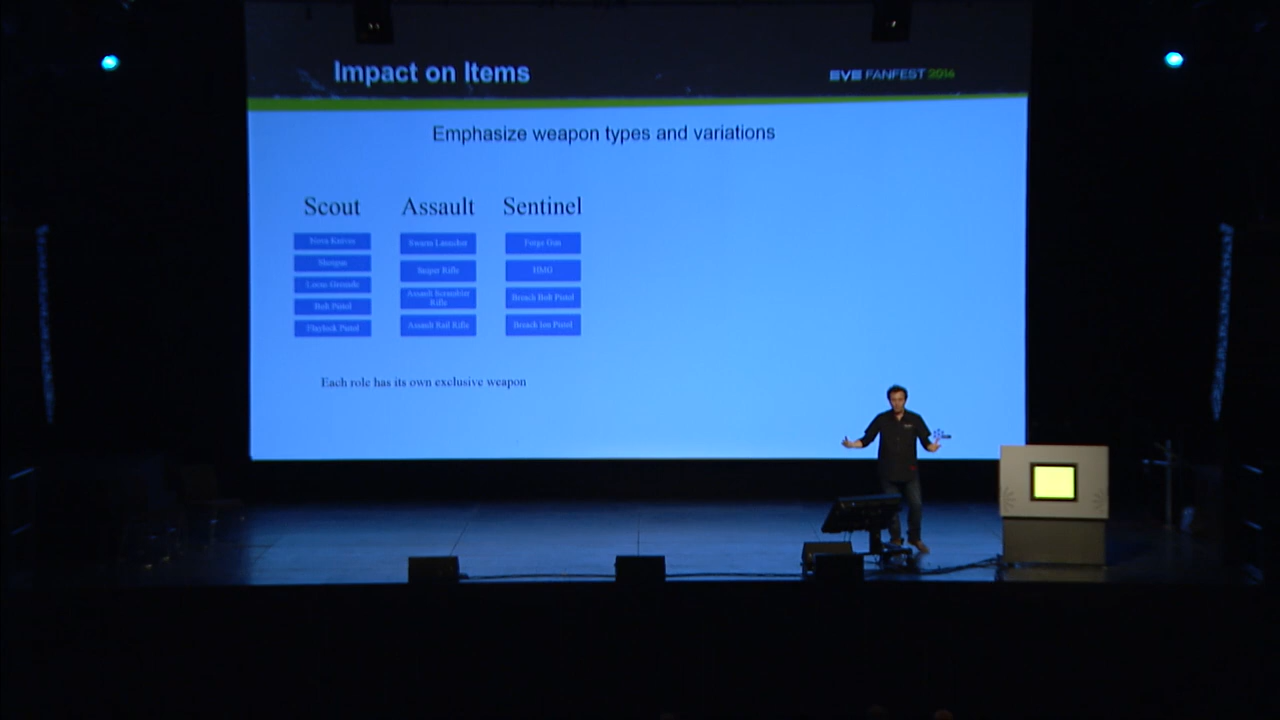 Impact on Items
EVE FANFEST 2014
Emphasize weapon types and variations
Scout
Assault
Sentinel
Nova Knives
Shotgun
Locus Grenade
Bolt Pistol
Flaylock Pistol
Swarm Launcher
Sniper Rifle
Assault Scrambler
Rifle
Assault Rail Rifle
Forge Gun
HMG
Breach Bolt Pistol
Breach Ion Pistol
Each role has its own exclusive weapon